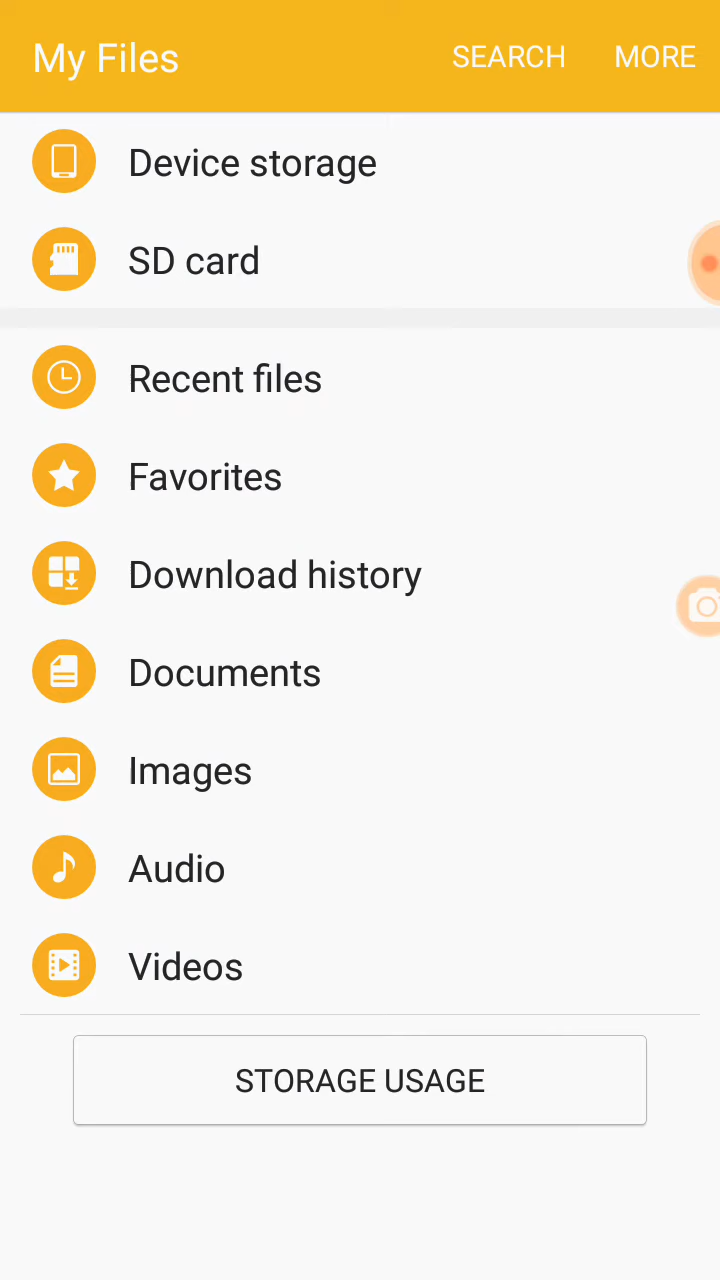 My Files SEARCH MORE
Device storage
SD card
Recent files
Favorites
Download history
Documents
Images
Audio
Videos
STORAGE USAGE